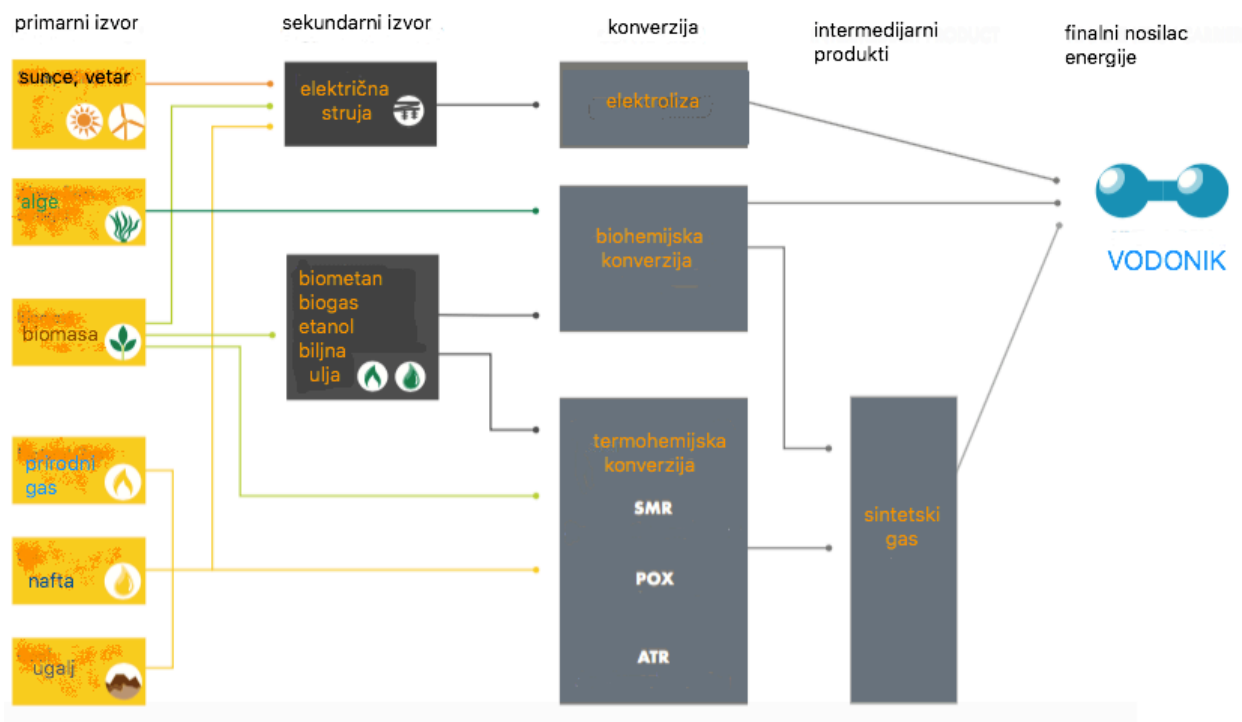 primarni izvor
sekundarni izvor
konverzija
intermedijarni
produkti
finalni nosilac
energije
sunce, vetar
alge
biomasa
prirodni
gas
nafta
ugalj
električna
struja
biometan
biogas
etanol
biljna
ulja
elektroliza
biohemijska
konverzija
termohemijska
konverzija
SMR
POX
ATR
sintetski
gas
VODONIK